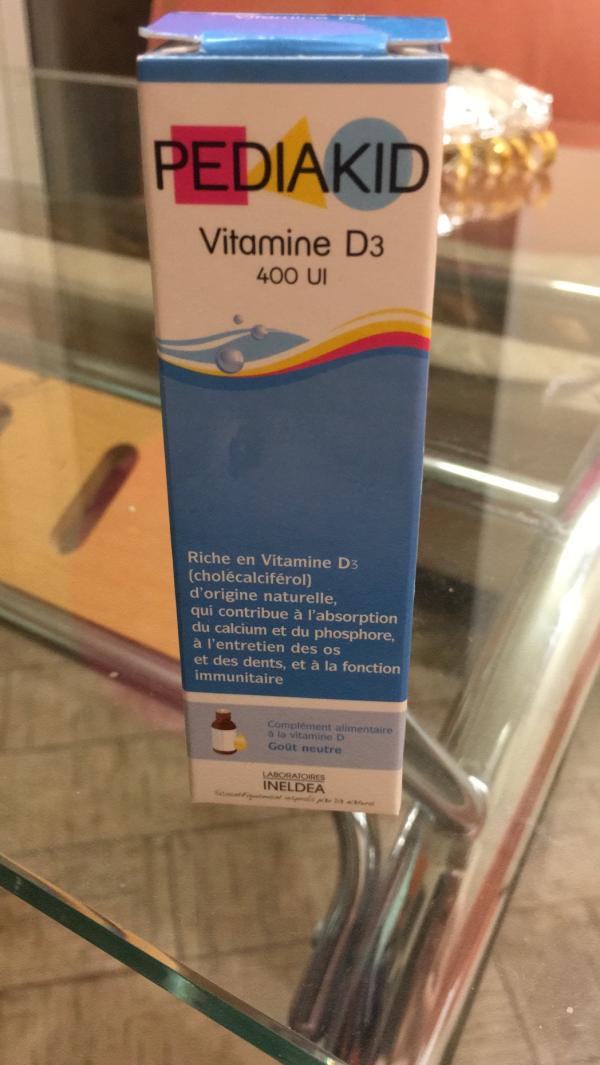 Vitamine D3
PEDIAKID
Vitamine D3
400 UI
Riche en Vitamine D3
(cholécalciférol)
d'origine naturelle,
qui contribue à l'absorption
du calcium et du phosphore,
à l'entretien des os
et des dents, et à la fonction
immunitaire
Complément alimentaire
à la vitamine D
Goût neutre
LABORATOIRES
INELDEA